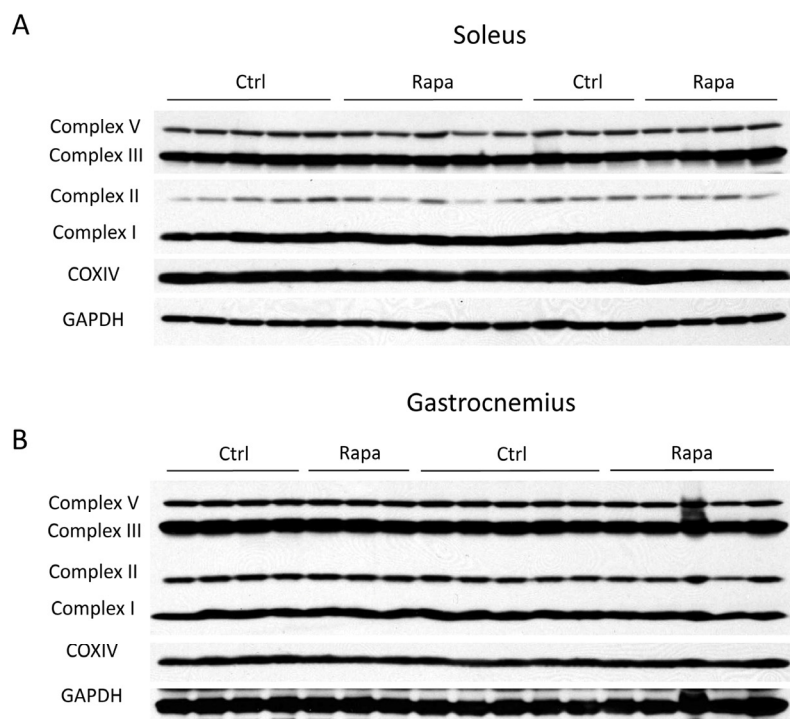 A
Soleus
Ctrl Rapa Ctrl Rapa
Complex V
Complex III
Complex II
Complex I
COXIV
GAPDH
Gastrocnemius
B
Ctrl Rapa Ctrl Rapa
Complex V
Complex III
Complex II
Complex I
COXIV
GAPDH